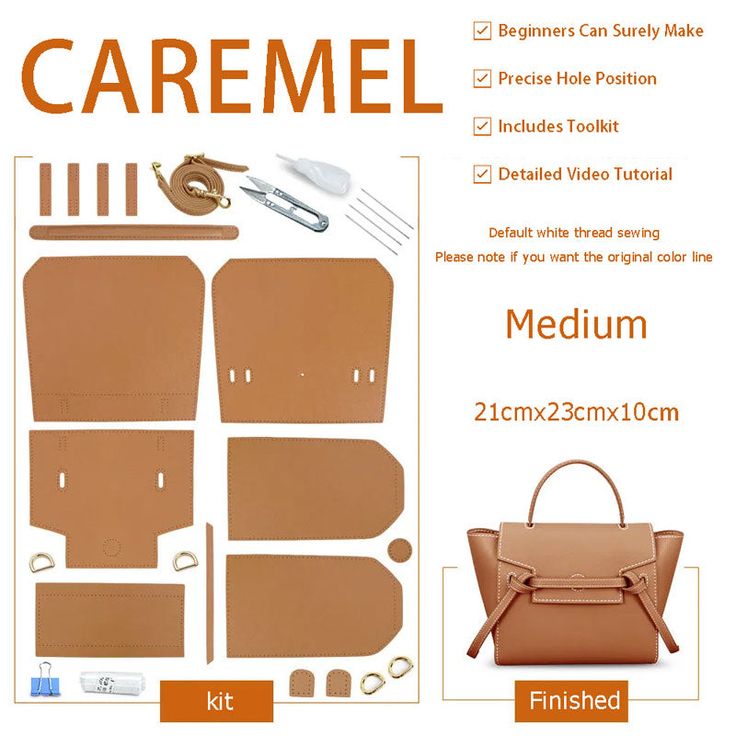 CAREMEL
Beginners Can Surely Make
Precise Hole Position
Includes Toolkit
Detailed Video Tutorial
Default white thread sewing
Please note if you want the original color line
Medium
21cmx23cmx10cm
kit
Finished